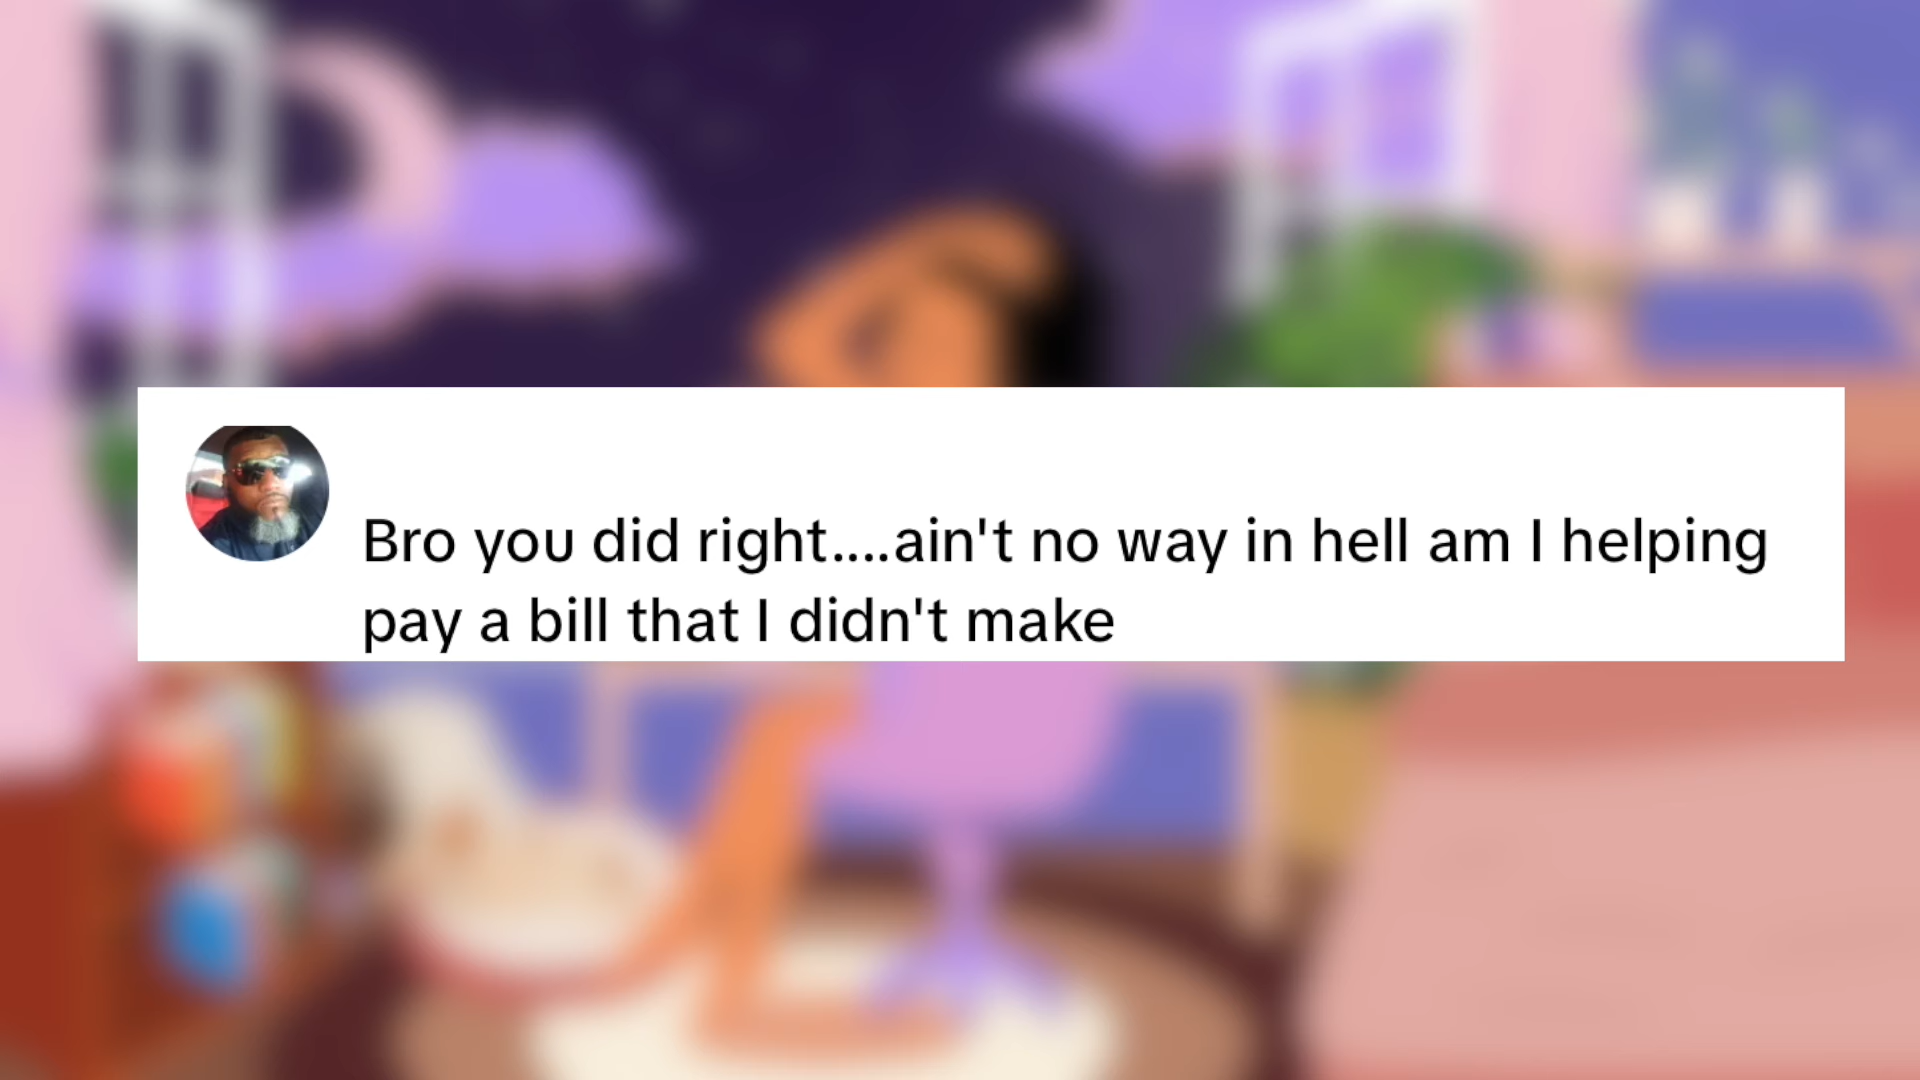 Bro you did right....ain't no way in hell am I helping
pay a bill that I didn't make